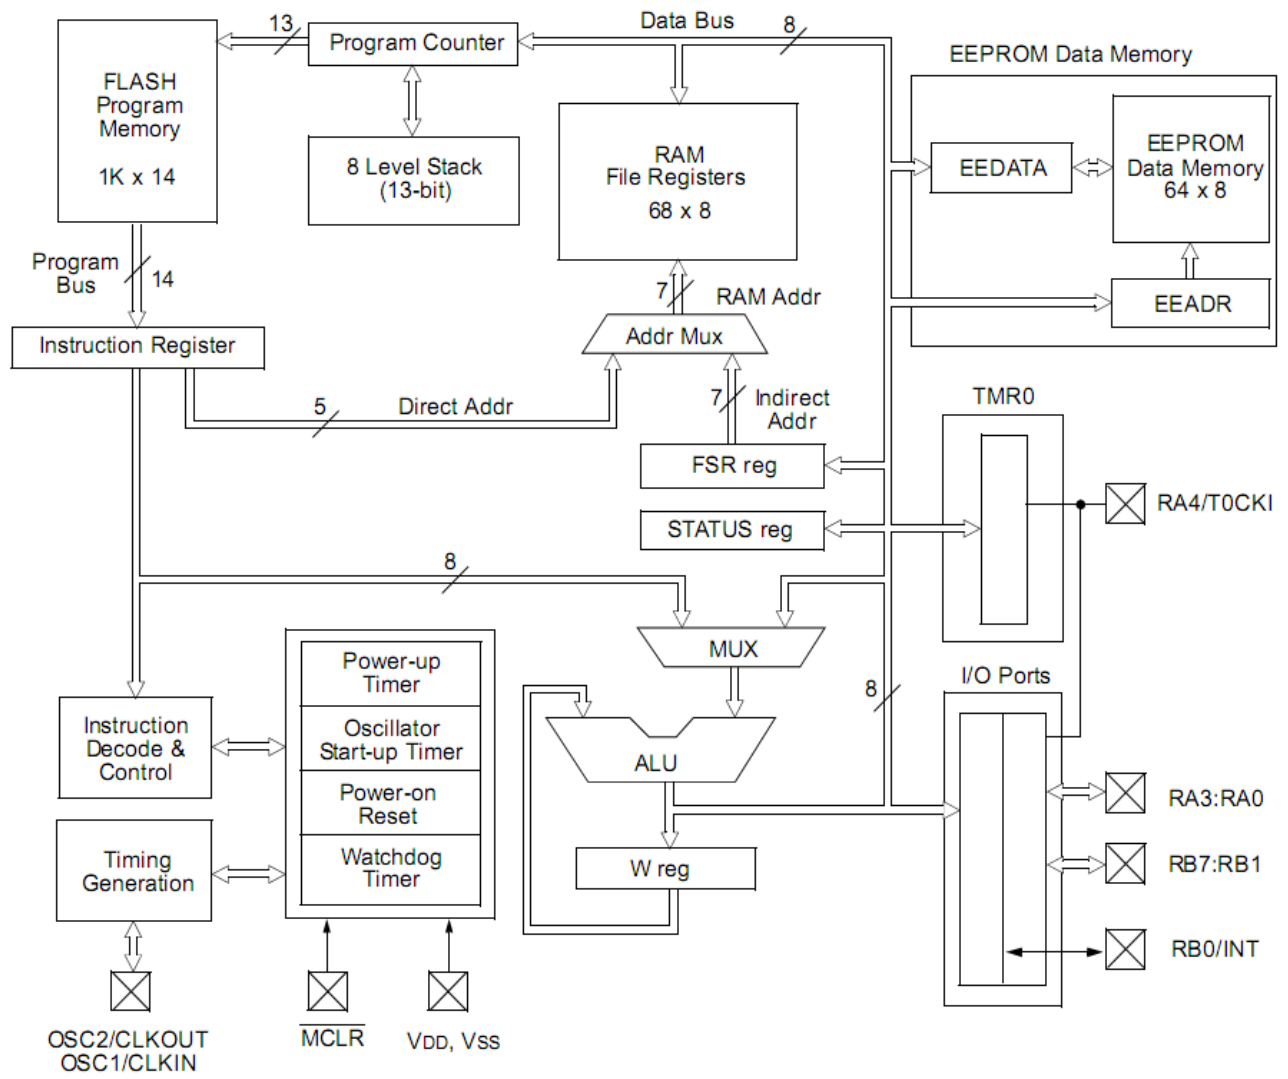 13
Program Counter
Data Bus
8
EEPROM Data Memory
FLASH
Program
Memory
1K x 14
8 Level Stack
(13-bit)
RAM
File Registers
68 x 8
EEDATA
EEPROM
Data Memory
64 x 8
Program
Bus
14
7
RAM Addr
EEADR
Instruction Register
Addr Mux
5
Direct Addr
7
Indirect
Addr
TMR0
FSR reg
RA4/T0CKI
STATUS reg
8
MUX
Power-up
Timer
I/O Ports
8
Instruction
Decode &
Control
Oscillator
Start-up Timer
ALU
Power-on
Reset
RA3:RA0
Timing
Generation
Watchdog
Timer
W reg
RB7:RB1
RB0/INT
OSC2/CLKOUT
OSC1/CLKIN
MCLR
VDD, VSS